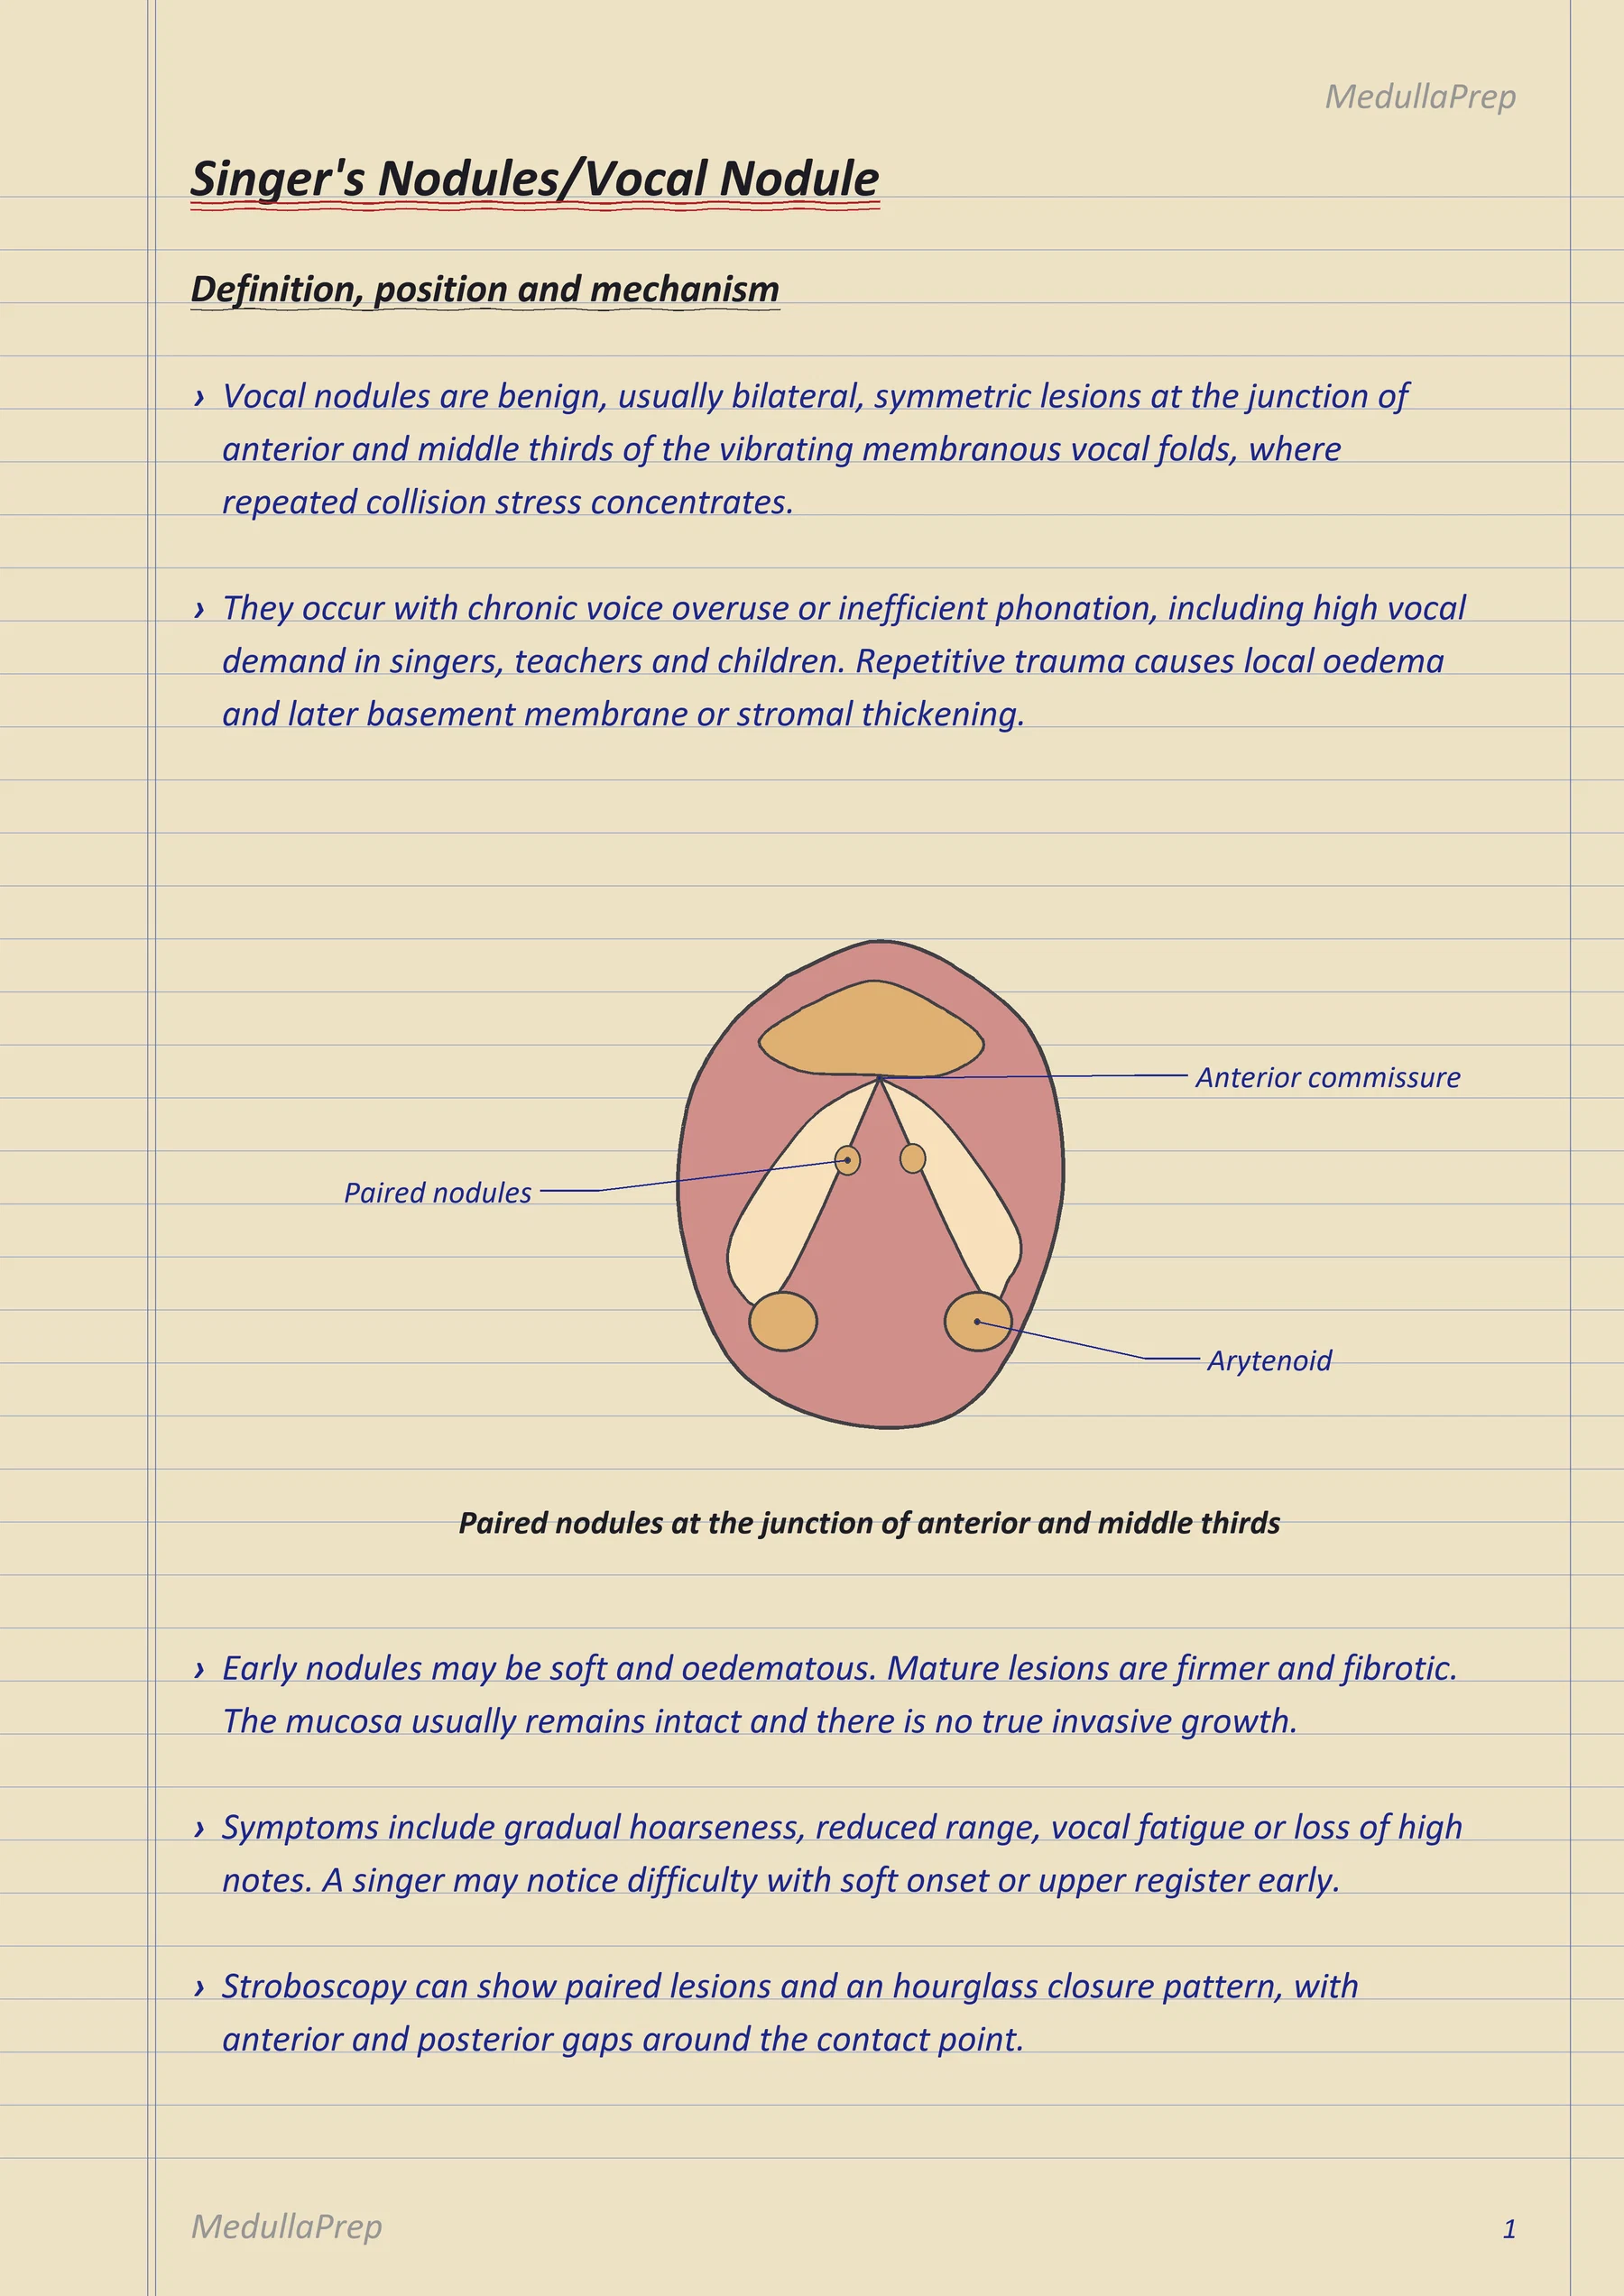 MedullaPrep
Singer's Nodules/Vocal Nodule
Definition, position and mechanism
› Vocal nodules are benign, usually bilateral, symmetric lesions at the junction of
anterior and middle thirds of the vibrating membranous vocal folds, where
repeated collision stress concentrates.
› They occur with chronic voice overuse or inefficient phonation, including high vocal
demand in singers, teachers and children. Repetitive trauma causes local oedema
and later basement membrane or stromal thickening.
Anterior commissure
Paired nodules
Arytenoid
Paired nodules at the junction of anterior and middle thirds
› Early nodules may be soft and oedematous. Mature lesions are firmer and fibrotic.
The mucosa usually remains intact and there is no true invasive growth.
› Symptoms include gradual hoarseness, reduced range, vocal fatigue or loss of high
notes. A singer may notice difficulty with soft onset or upper register early.
› Stroboscopy can show paired lesions and an hourglass closure pattern, with
anterior and posterior gaps around the contact point.
MedullaPrep
1